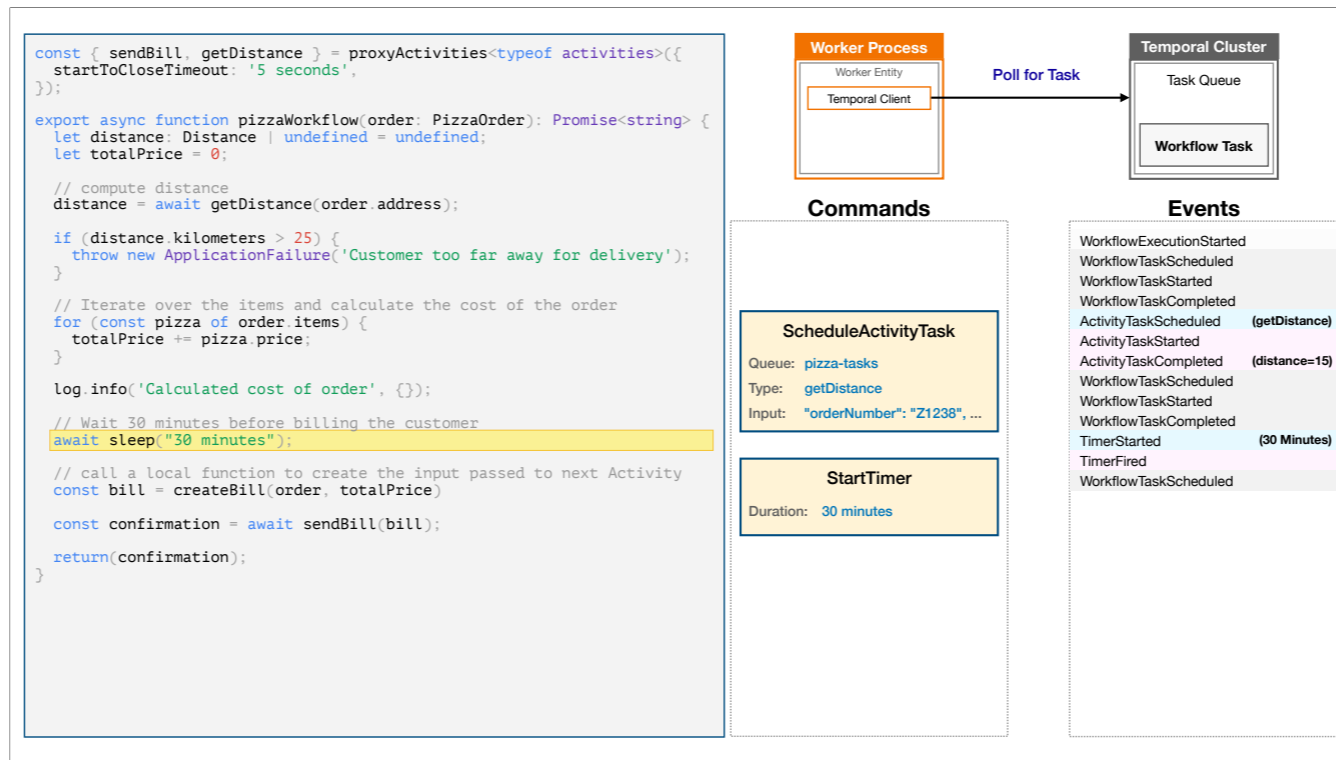 const { sendBill, getDistance } = proxyActivities<typeof activities>({
  startToCloseTimeout: '5 seconds',
});
export async function pizzaWorkflow(order: PizzaOrder): Promise<string> {
  let distance: Distance | undefined = undefined;
  let totalPrice = 0;
  // compute distance
  distance = await getDistance(order.address);
  if (distance.kilometers > 25) {
    throw new ApplicationFailure('Customer too far away for delivery');
  }
  // Iterate over the items and calculate the cost of the order
  for (const pizza of order.items) {
    totalPrice += pizza.price;
  }
  log.info('Calculated cost of order', {});
  // Wait 30 minutes before billing the customer
  await sleep("30 minutes");
  // call a local function to create the input passed to next Activity
  const bill = createBill(order, totalPrice)
  const confirmation = await sendBill(bill);
  return(confirmation);
}
Worker Process
Worker Entity
Temporal Client
Poll for Task
Temporal Cluster
Task Queue
Workflow Task
Commands
ScheduleActivityTask
Queue: pizza-tasks
Type: getDistance
Input: "orderNumber": "Z1238", ...
StartTimer
Duration: 30 minutes
Events
WorkflowExecutionStarted
WorkflowTaskScheduled
WorkflowTaskStarted
WorkflowTaskCompleted
ActivityTaskScheduled (getDistance)
ActivityTaskStarted
ActivityTaskCompleted (distance=15)
WorkflowTaskScheduled
WorkflowTaskStarted
WorkflowTaskCompleted
TimerStarted (30 Minutes)
TimerFired
WorkflowTaskScheduled